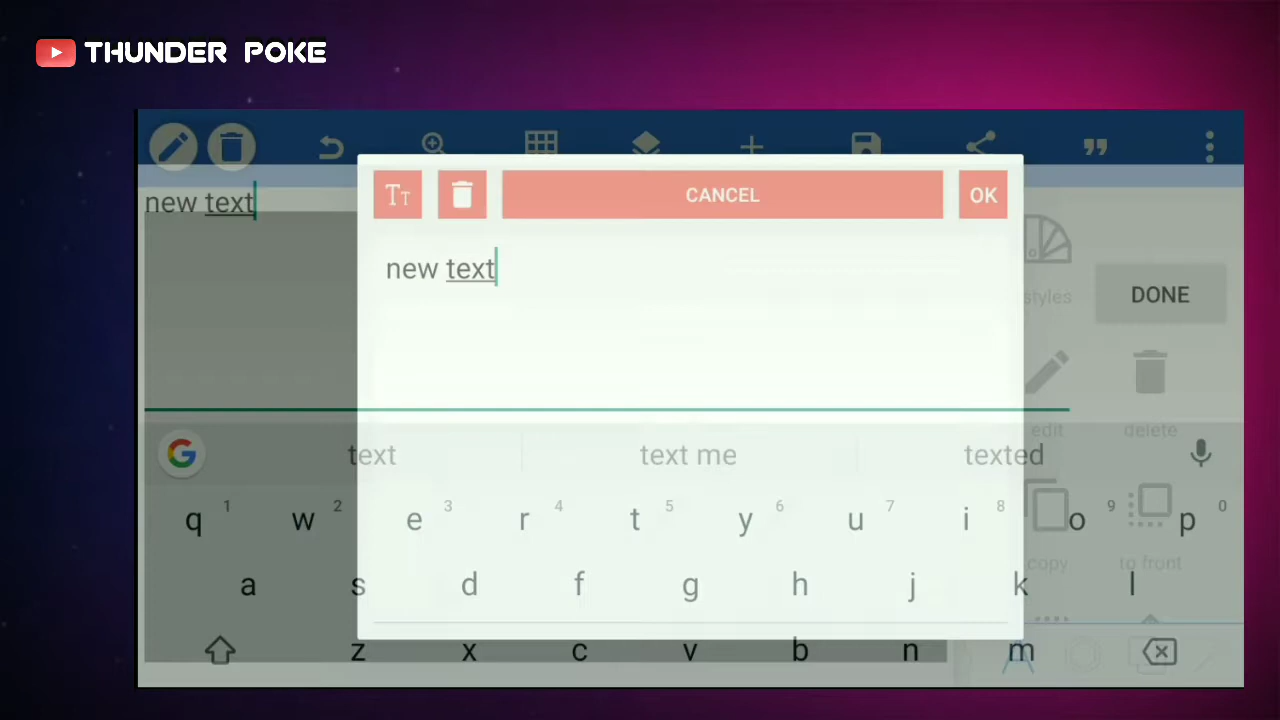 THUNDER POKE
new text
CANCEL
OK
new text
styles
DONE
edit
delete
text
text me
texted
q 1 w 2 e 3 r 4 t 5 y 6 u 7 i 8 o 9 p 0
copy
to front
a s d f g h j k l
z x c v b n m